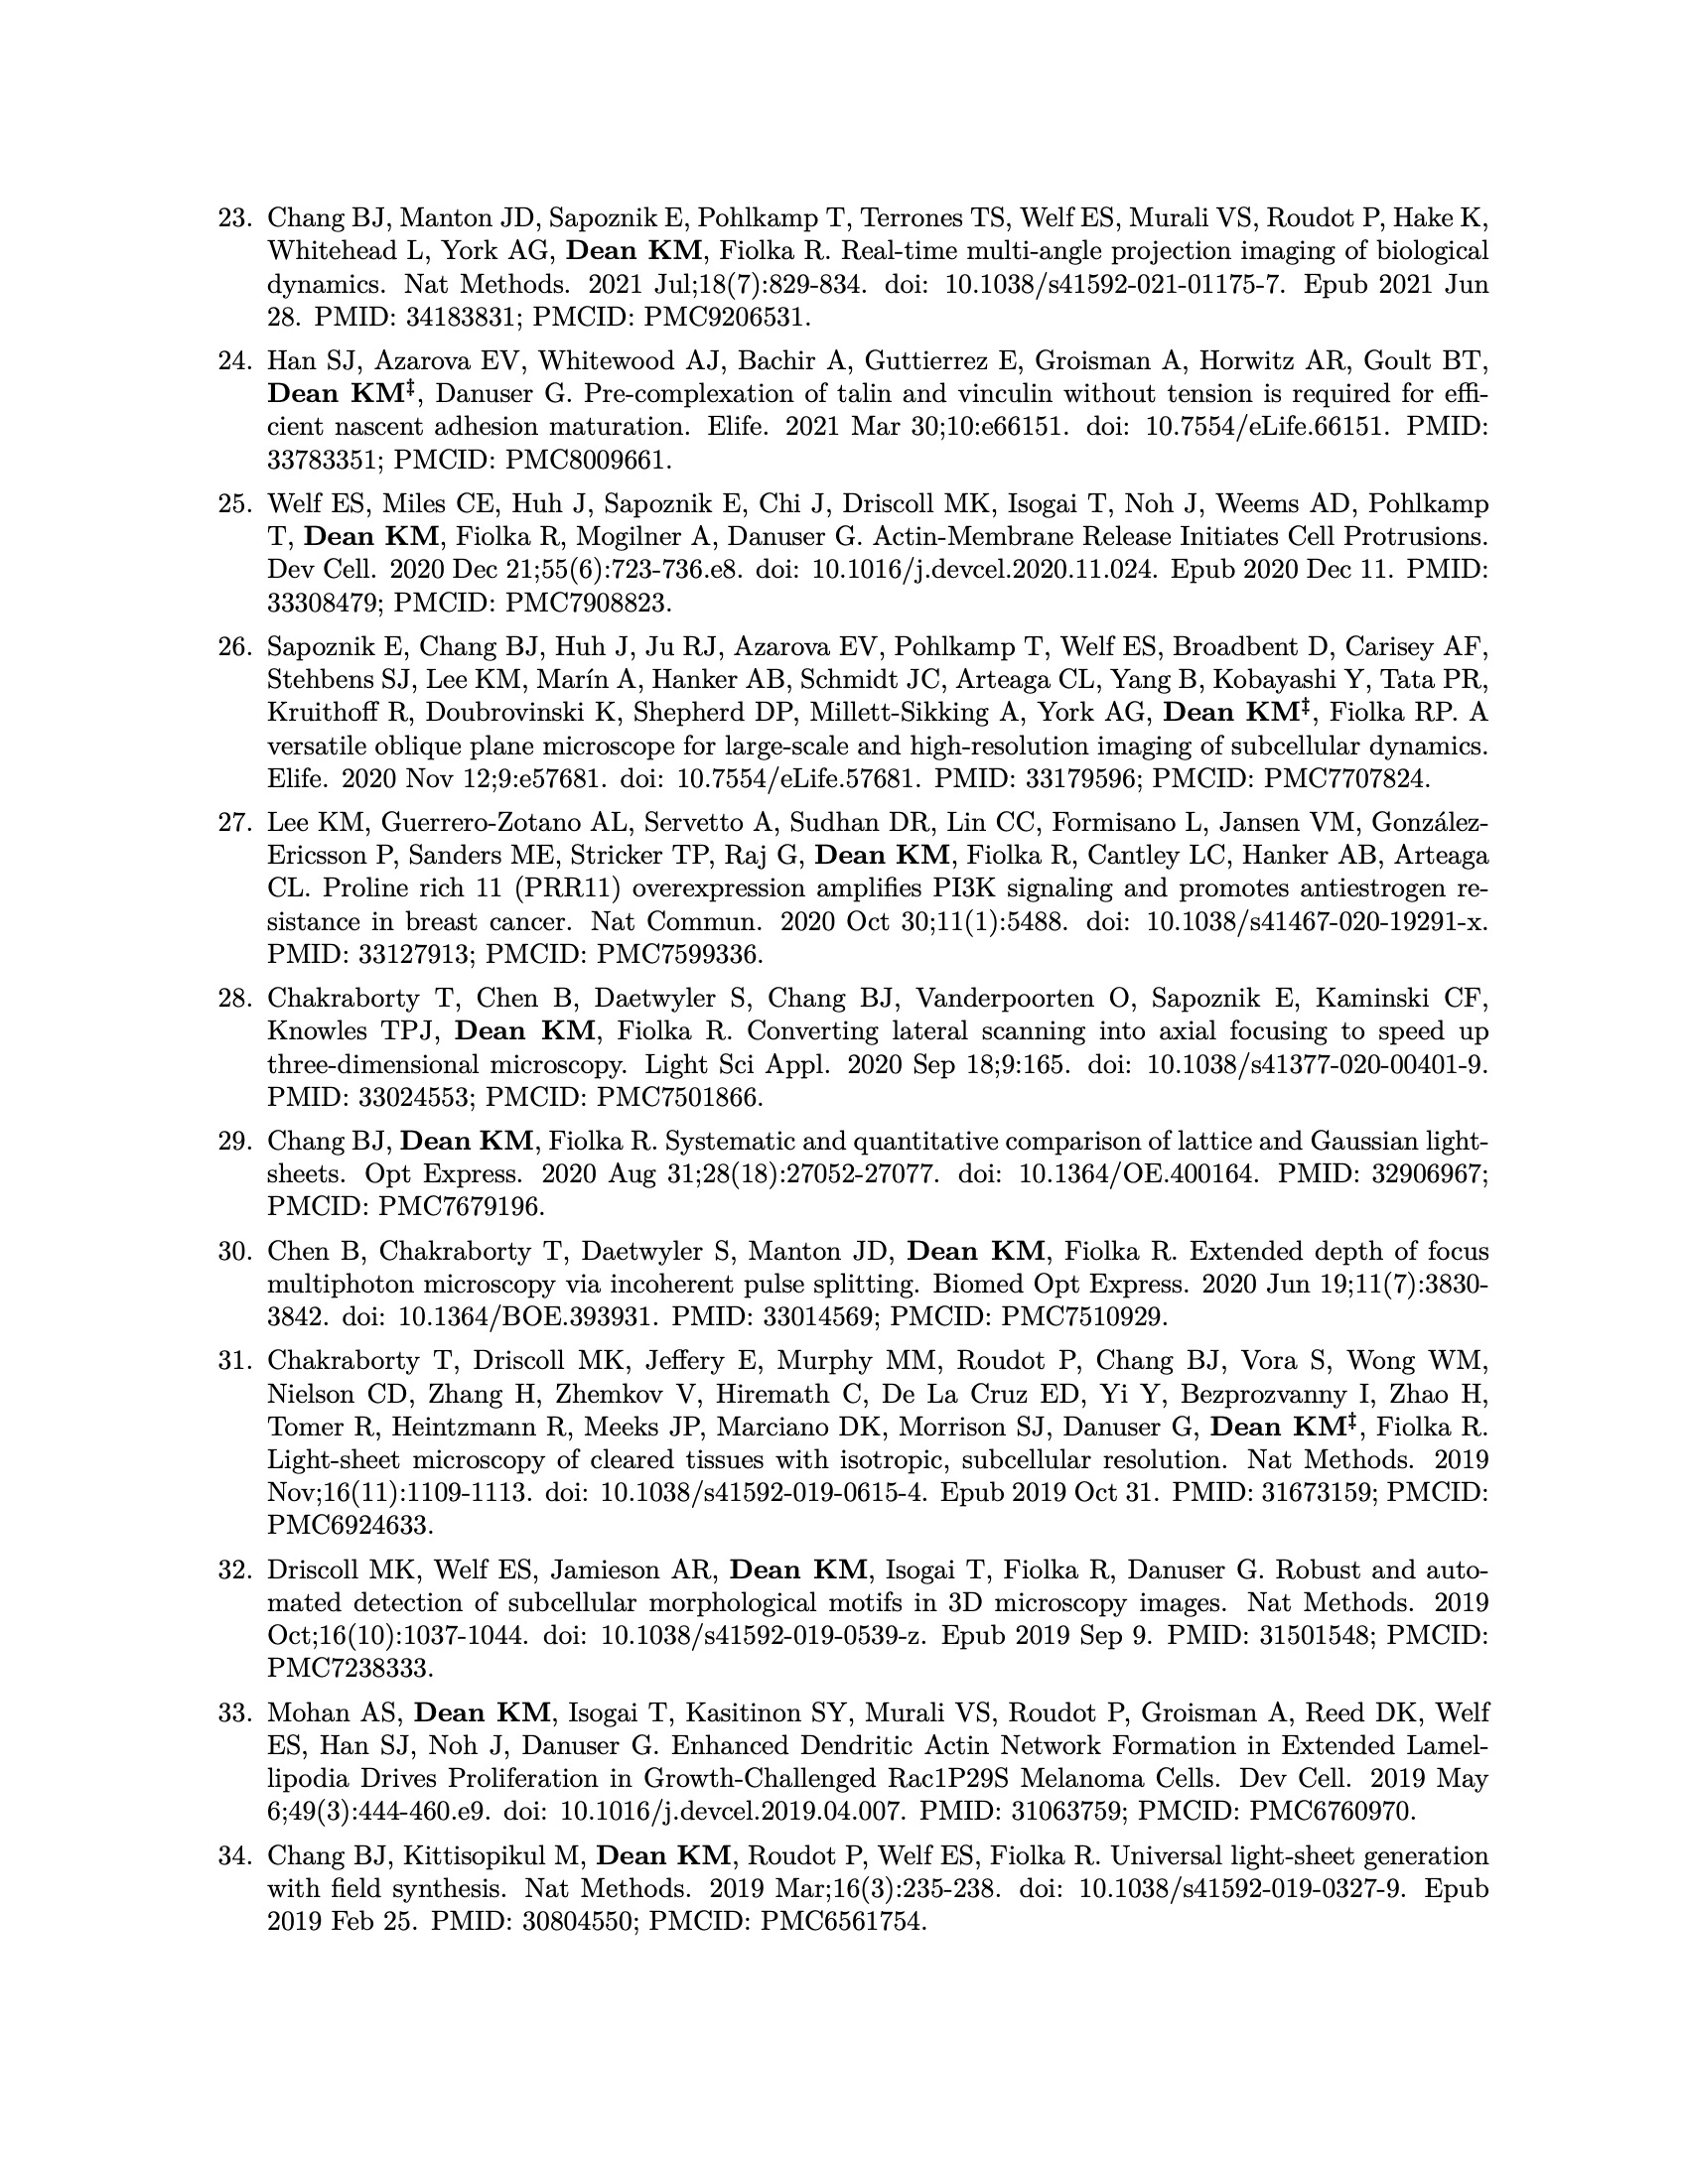 23. Chang BJ, Manton JD, Sapoznik E, Pohlkamp T, Terrones TS, Welf ES, Murali VS, Roudot P, Hake K,
Whitehead L, York AG, Dean KM, Fiolka R. Real-time multi-angle projection imaging of biological
dynamics. Nat Methods. 2021 Jul;18(7):829-834. doi: 10.1038/s41592-021-01175-7. Epub 2021 Jun
28. PMID: 34183831; PMCID: PMC9206531.
24. Han SJ, Azarova EV, Whitewood AJ, Bachir A, Guttierrez E, Groisman A, Horwitz AR, Goult BT,
Dean KM‡, Danuser G. Pre-complexation of talin and vinculin without tension is required for effi-
cient nascent adhesion maturation. Elife. 2021 Mar 30;10:e66151. doi: 10.7554/eLife.66151. PMID:
33783351; PMCID: PMC8009661.
25. Welf ES, Miles CE, Huh J, Sapoznik E, Chi J, Driscoll MK, Isogai T, Noh J, Weems AD, Pohlkamp
T, Dean KM, Fiolka R, Mogilner A, Danuser G. Actin-Membrane Release Initiates Cell Protrusions.
Dev Cell. 2020 Dec 21;55(6):723-736.e8. doi: 10.1016/j.devcel.2020.11.024. Epub 2020 Dec 11. PMID:
33308479; PMCID: PMC7908823.
26. Sapoznik E, Chang BJ, Huh J, Ju RJ, Azarova EV, Pohlkamp T, Welf ES, Broadbent D, Carisey AF,
Stehbens SJ, Lee KM, Marín A, Hanker AB, Schmidt JC, Arteaga CL, Yang B, Kobayashi Y, Tata PR,
Kruithoff R, Doubrovinski K, Shepherd DP, Millett-Sikking A, York AG, Dean KM‡, Fiolka RP. A
versatile oblique plane microscope for large-scale and high-resolution imaging of subcellular dynamics.
Elife. 2020 Nov 12;9:e57681. doi: 10.7554/eLife.57681. PMID: 33179596; PMCID: PMC7707824.
27. Lee KM, Guerrero-Zotano AL, Servetto A, Sudhan DR, Lin CC, Formisano L, Jansen VM, González-
Ericsson P, Sanders ME, Stricker TP, Raj G, Dean KM, Fiolka R, Cantley LC, Hanker AB, Arteaga
CL. Proline rich 11 (PRR11) overexpression amplifies PI3K signaling and promotes antiestrogen re-
sistance in breast cancer. Nat Commun. 2020 Oct 30;11(1):5488. doi: 10.1038/s41467-020-19291-x.
PMID: 33127913; PMCID: PMC7599336.
28. Chakraborty T, Chen B, Daetwyler S, Chang BJ, Vanderpoorten O, Sapoznik E, Kaminski CF,
Knowles TPJ, Dean KM, Fiolka R. Converting lateral scanning into axial focusing to speed up
three-dimensional microscopy. Light Sci Appl. 2020 Sep 18;9:165. doi: 10.1038/s41377-020-00401-9.
PMID: 33024553; PMCID: PMC7501866.
29. Chang BJ, Dean KM, Fiolka R. Systematic and quantitative comparison of lattice and Gaussian light-
sheets. Opt Express. 2020 Aug 31;28(18):27052-27077. doi: 10.1364/OE.400164. PMID: 32906967;
PMCID: PMC7679196.
30. Chen B, Chakraborty T, Daetwyler S, Manton JD, Dean KM, Fiolka R. Extended depth of focus
multiphoton microscopy via incoherent pulse splitting. Biomed Opt Express. 2020 Jun 19;11(7):3830-
3842. doi: 10.1364/BOE.393931. PMID: 33014569; PMCID: PMC7510929.
31. Chakraborty T, Driscoll MK, Jeffery E, Murphy MM, Roudot P, Chang BJ, Vora S, Wong WM,
Nielson CD, Zhang H, Zhemkov V, Hiremath C, De La Cruz ED, Yi Y, Bezprozvanny I, Zhao H,
Tomer R, Heintzmann R, Meeks JP, Marciano DK, Morrison SJ, Danuser G, Dean KM‡, Fiolka R.
Light-sheet microscopy of cleared tissues with isotropic, subcellular resolution. Nat Methods. 2019
Nov;16(11):1109-1113. doi: 10.1038/s41592-019-0615-4. Epub 2019 Oct 31. PMID: 31673159; PMCID:
PMC6924633.
32. Driscoll MK, Welf ES, Jamieson AR, Dean KM, Isogai T, Fiolka R, Danuser G. Robust and auto-
mated detection of subcellular morphological motifs in 3D microscopy images. Nat Methods. 2019
Oct;16(10):1037-1044. doi: 10.1038/s41592-019-0539-z. Epub 2019 Sep 9. PMID: 31501548; PMCID:
PMC7238333.
33. Mohan AS, Dean KM, Isogai T, Kasitinon SY, Murali VS, Roudot P, Groisman A, Reed DK, Welf
ES, Han SJ, Noh J, Danuser G. Enhanced Dendritic Actin Network Formation in Extended Lamel-
lipodia Drives Proliferation in Growth-Challenged Rac1P29S Melanoma Cells. Dev Cell. 2019 May
6;49(3):444-460.e9. doi: 10.1016/j.devcel.2019.04.007. PMID: 31063759; PMCID: PMC6760970.
34. Chang BJ, Kittisopikul M, Dean KM, Roudot P, Welf ES, Fiolka R. Universal light-sheet generation
with field synthesis. Nat Methods. 2019 Mar;16(3):235-238. doi: 10.1038/s41592-019-0327-9. Epub
2019 Feb 25. PMID: 30804550; PMCID: PMC6561754.